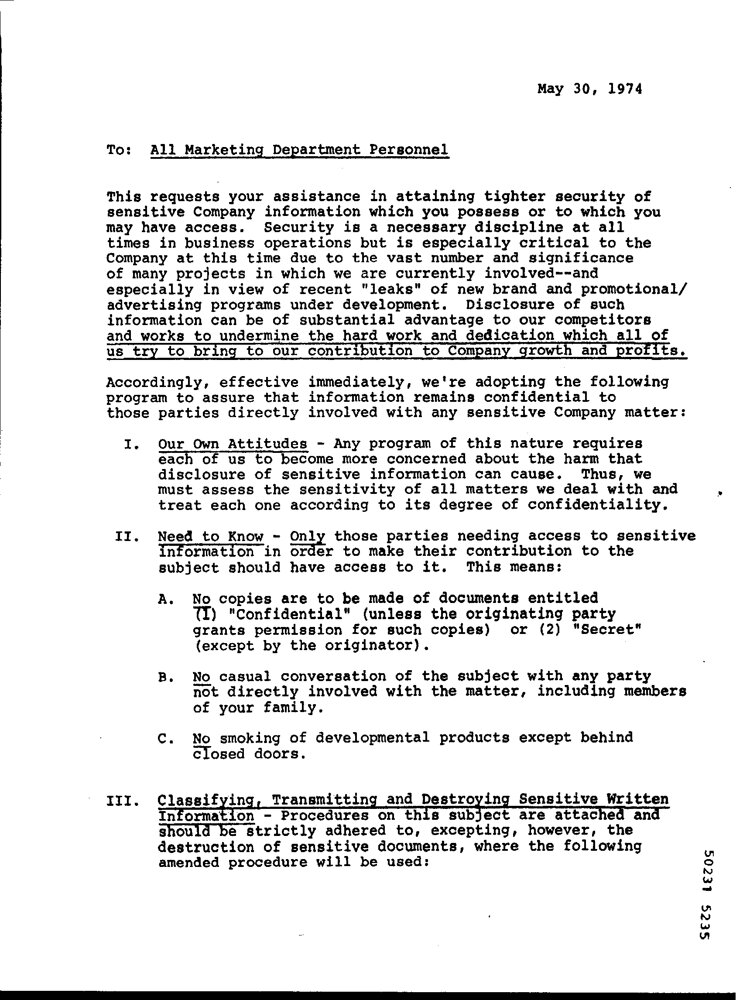 May 30, 1974
To: All Marketing Department Personnel
This requests your assistance in attaining tighter security of
sensitive Company information which you possess or to which you
may have access. Security is a necessary discipline at all
times in business operations but is especially critical to the
Company at this time due to the vast number and significance
of many projects in which we are currently involved--and
especially in view of recent "leaks" of new brand and promotional/
advertising programs under development. Disclosure of such
information can be of substantial advantage to our competitors
and works to undermine the hard work and dedication which all of
us try to bring to our contribution to Company growth and profits.
Accordingly, effective immediately, we're adopting the following
program to assure that information remains confidential to
those parties directly involved with any sensitive Company matter:
I. Our Own Attitudes - Any program of this nature requires
each of us to become more concerned about the harm that
disclosure of sensitive information can cause. Thus, we
must assess the sensitivity of all matters we deal with and
treat each one according to its degree of confidentiality.
II. Need to Know - Only those parties needing access to sensitive
information in order to make their contribution to the
subject should have access to it. This means:
A. No copies are to be made of documents entitled
(1) "Confidential" (unless the originating party
grants permission for such copies) or (2) "Secret"
(except by the originator).
B. No casual conversation of the subject with any party
not directly involved with the matter, including members
of your family.
C. No smoking of developmental products except behind
closed doors.
III. Classifying, Transmitting and Destroying Sensitive Written
Information - Procedures on this subject are attached and
should be strictly adhered to, excepting, however, the
destruction of sensitive documents, where the following
amended procedure will be used:
50231 5235